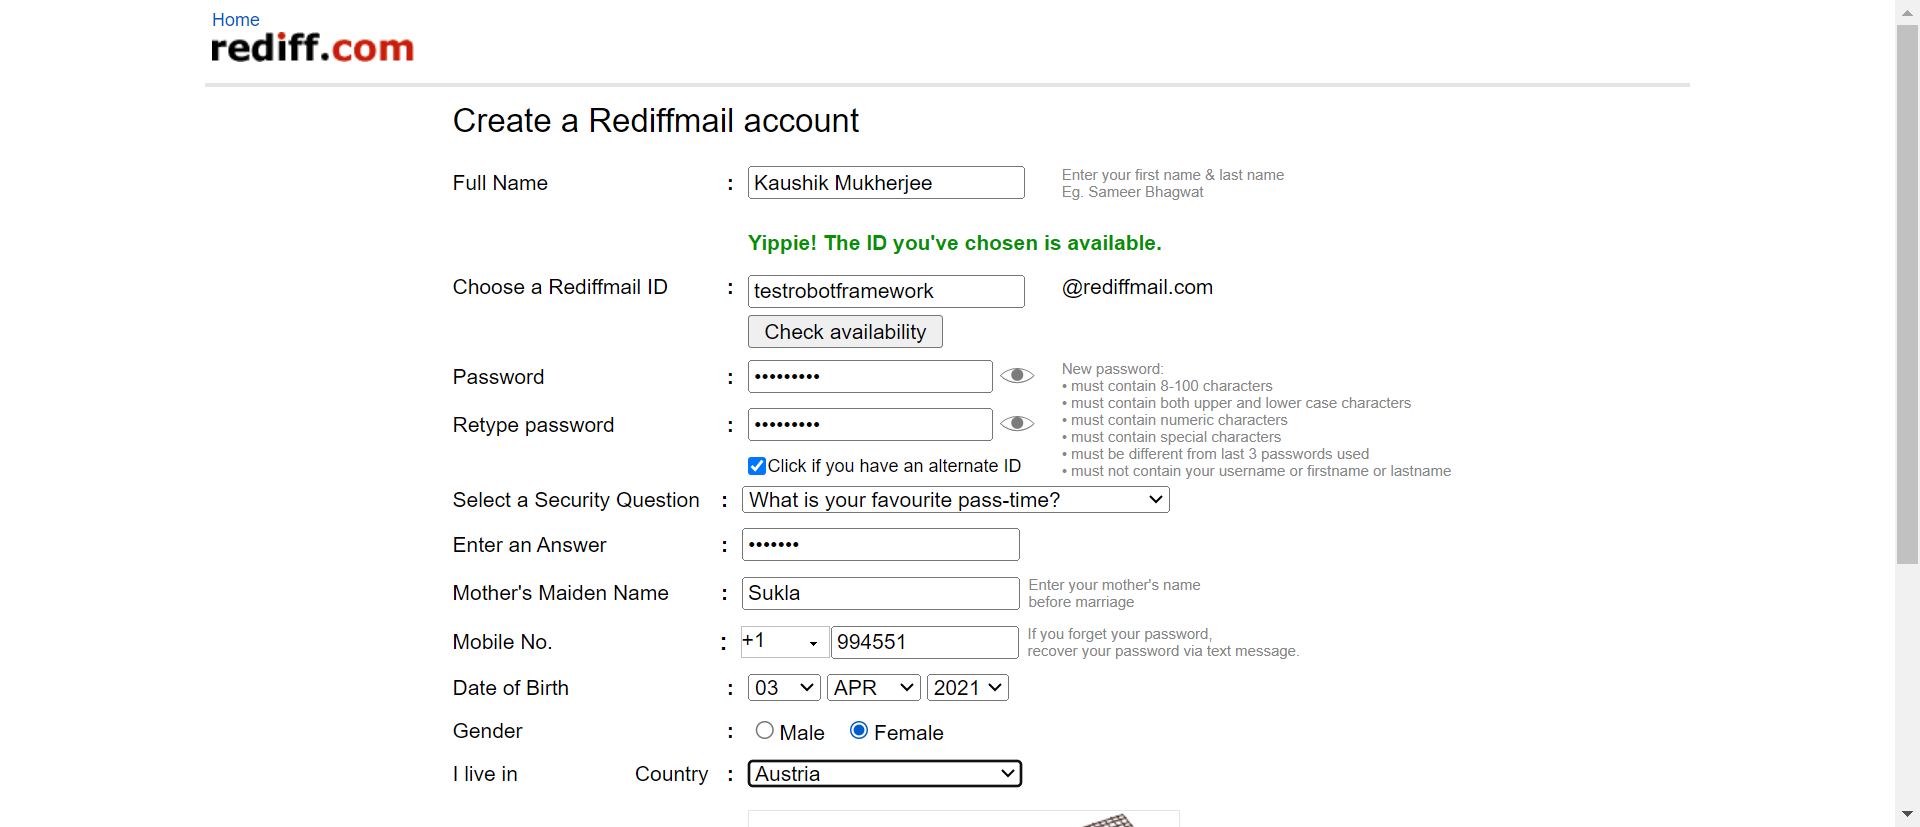 Home
rediff.com
Create a Rediffmail account
Full Name : Kaushik Mukherjee
Enter your first name & last name
Eg. Sameer Bhagwat
Yippie! The ID you've chosen is available.
Choose a Rediffmail ID : testrobotframework @rediffmail.com
Check availability
Password : •••••••••
Retype password : •••••••••
New password:
• must contain 8-100 characters
• must contain both upper and lower case characters
• must contain numeric characters
• must contain special characters
• must be different from last 3 passwords used
• must not contain your username or firstname or lastname
Click if you have an alternate ID
Select a Security Question : What is your favourite pass-time?
Enter an Answer : •••••••
Mother's Maiden Name : Sukla
Enter your mother's name
before marriage
Mobile No. : +1 994551
If you forget your password,
recover your password via text message.
Date of Birth : 03 APR 2021
Gender : Male Female
I live in Country : Austria